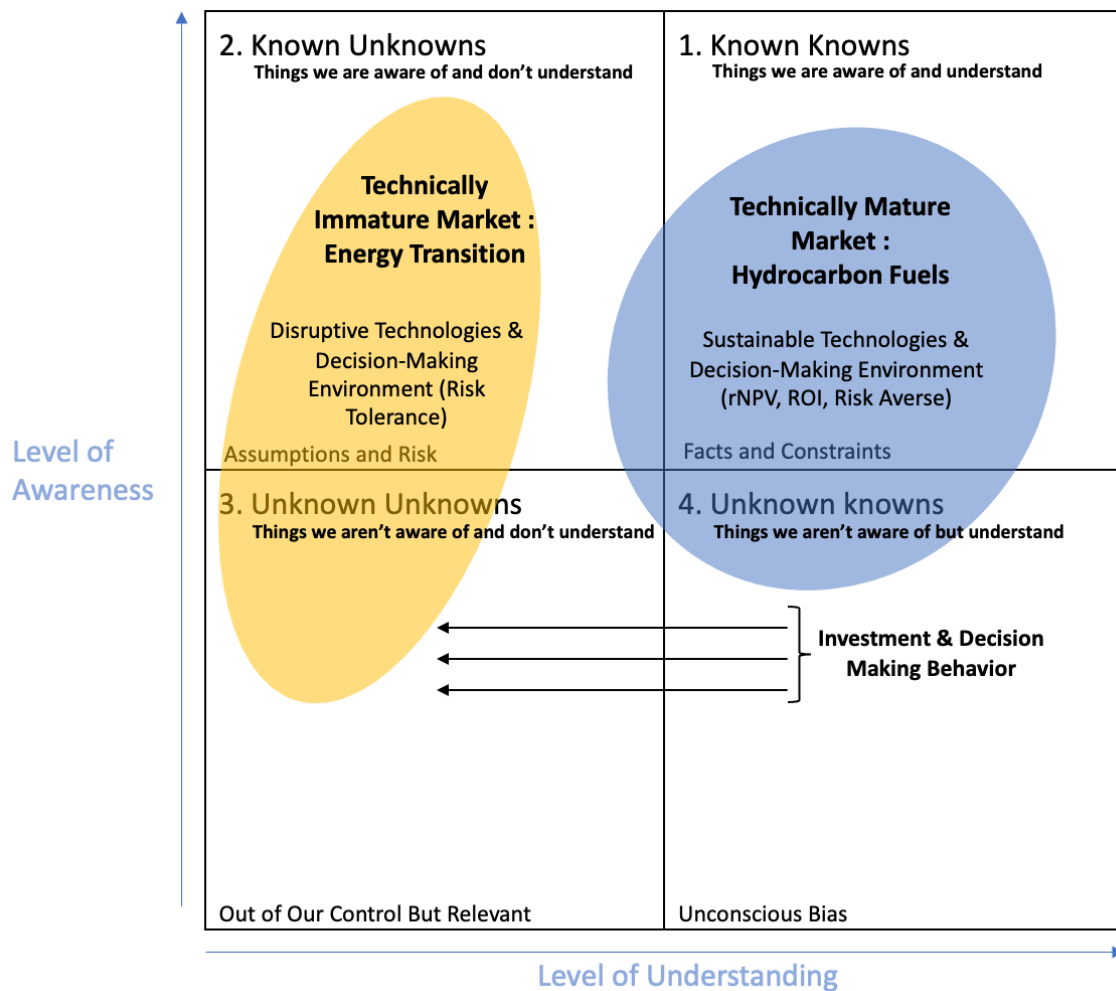 2. Known Unknowns
Things we are aware of and don’t understand
Technically
Immature Market :
Energy Transition
Disruptive Technologies &
Decision-Making
Environment (Risk
Tolerance)
Assumptions and Risk
1. Known Knowns
Things we are aware of and understand
Technically Mature
Market :
Hydrocarbon Fuels
Sustainable Technologies &
Decision-Making Environment
(rNPV, ROI, Risk Averse)
Facts and Constraints
Level of
Awareness
3. Unknown Unknowns
Things we aren’t aware of and don’t understand
Out of Our Control But Relevant
4. Unknown knowns
Things we aren’t aware of but understand
Investment & Decision
Making Behavior
Unconscious Bias
Level of Understanding